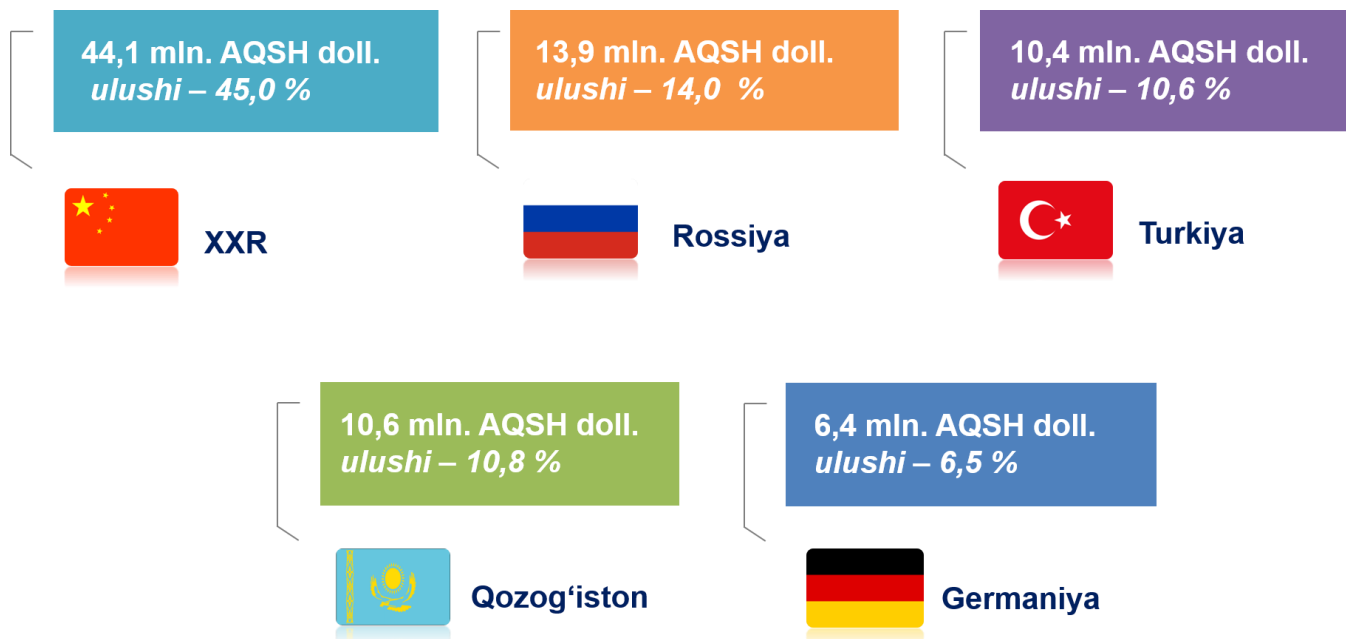 44,1 mln. AQSH doll.
ulushi – 45,0 %
XXR
13,9 mln. AQSH doll.
ulushi – 14,0 %
Rossiya
10,4 mln. AQSH doll.
ulushi – 10,6 %
Turkiya
10,6 mln. AQSH doll.
ulushi – 10,8 %
Qozog‘iston
6,4 mln. AQSH doll.
ulushi – 6,5 %
Germaniya